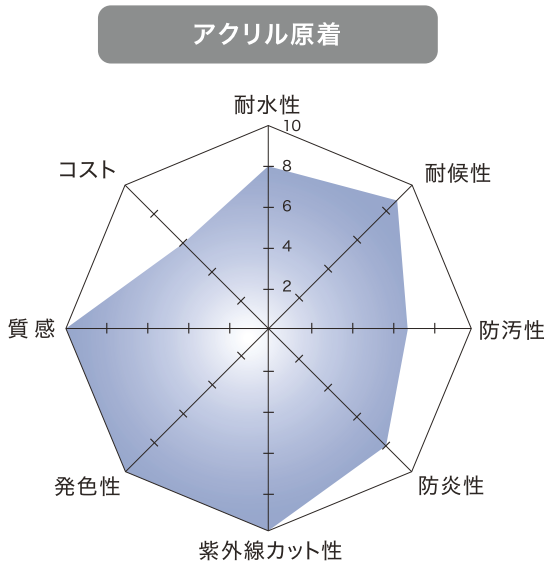 アクリル原着
耐水性
10
コスト
耐候性
8
6
4
2
質感
防汚性
発色性
防炎性
紫外線カット性